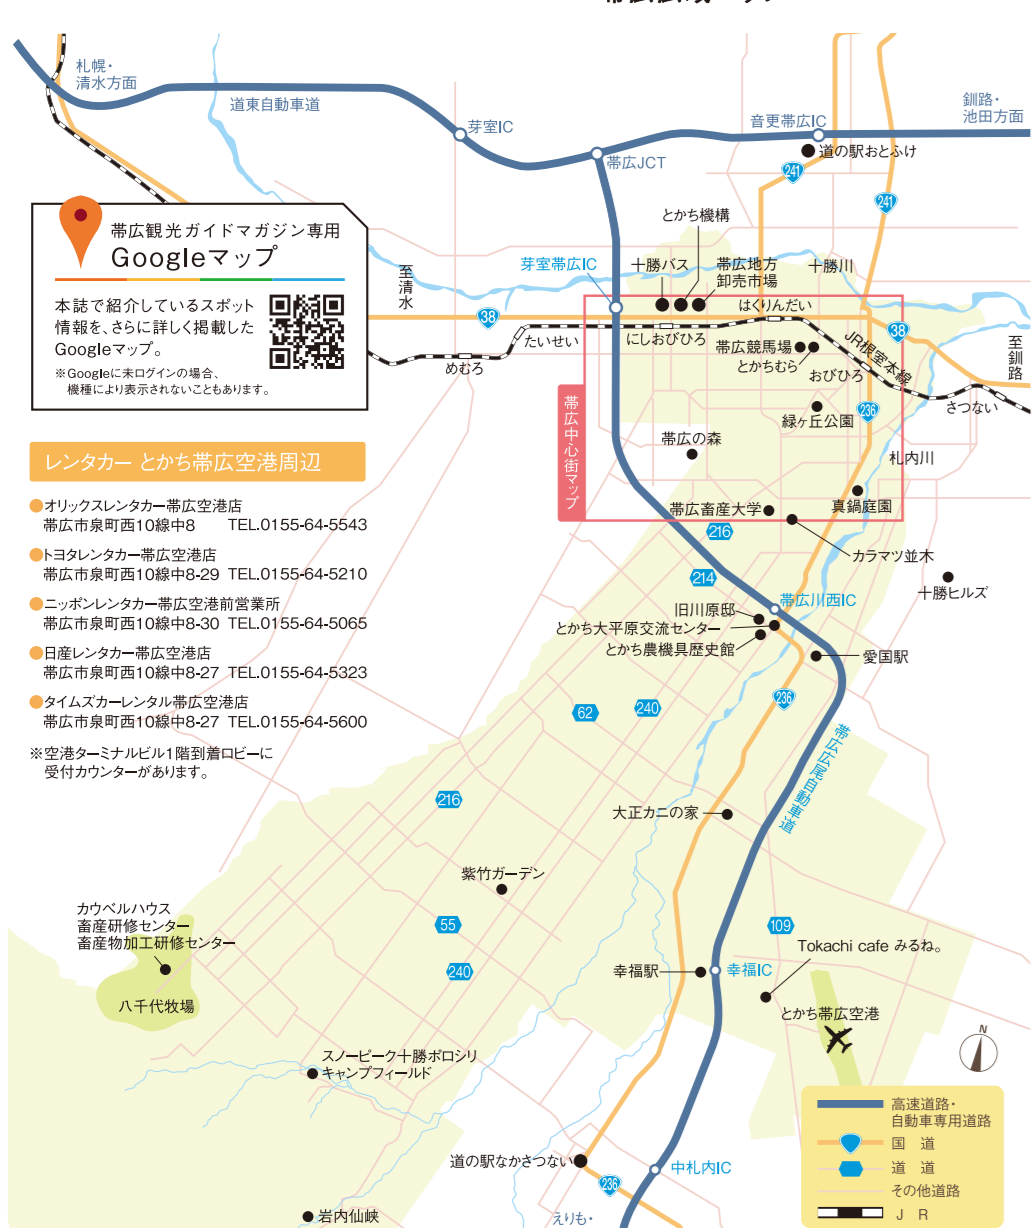 札幌・
清水方面
道東自動車道
芽室IC
帯広JCT
音更帯広IC
釧路・
池田方面
道の駅おとふけ
241
241
帯広観光ガイドマガジン専用
Googleマップ
本誌で紹介しているスポット
情報を、さらに詳しく掲載した
Googleマップ。
※Googleに未ログインの場合、
機種により表示されないこともあります。
至清水
芽室帯広IC
とかち機構
十勝バス
帯広地方
卸売市場
十勝川
はくりんだい
38
38
たいせい
にしおびひろ
めむろ
帯広競馬場
とかちむら
おびひろ
JR根室本線
至釧路
さつない
236
緑ヶ丘公園
帯広の森
札内川
帯広中心街マップ
真鍋庭園
帯広畜産大学
カラマツ並木
216
214
十勝ヒルズ
帯広川西IC
旧川原邸
とかち大平原交流センター
とかち農機具歴史館
愛国駅
236
62
240
帯広広尾自動車道
レンタカー とかち帯広空港周辺
オリックスレンタカー帯広空港店
帯広市泉町西10線中8 TEL.0155-64-5543
トヨタレンタカー帯広空港店
帯広市泉町西10線中8-29 TEL.0155-64-5210
ニッポンレンタカー帯広空港前営業所
帯広市泉町西10線中8-30 TEL.0155-64-5065
日産レンタカー帯広空港店
帯広市泉町西10線中8-27 TEL.0155-64-5323
タイムズカーレンタル帯広空港店
帯広市泉町西10線中8-27 TEL.0155-64-5600
※空港ターミナルビル1階到着ロビーに
受付カウンターがあります。
216
大正カニの家
紫竹ガーデン
カウベルハウス
畜産研修センター
畜産物加工研修センター
八千代牧場
55
240
109
Tokachi cafe みるね。
幸福駅
幸福IC
とかち帯広空港
スノーピーク十勝ポロシリ
キャンプフィールド
N
道の駅なかさつない
中札内IC
236
えりも・
岩内仙峡
高速道路・
自動車専用道路
国 道
道 道
その他道路
J R